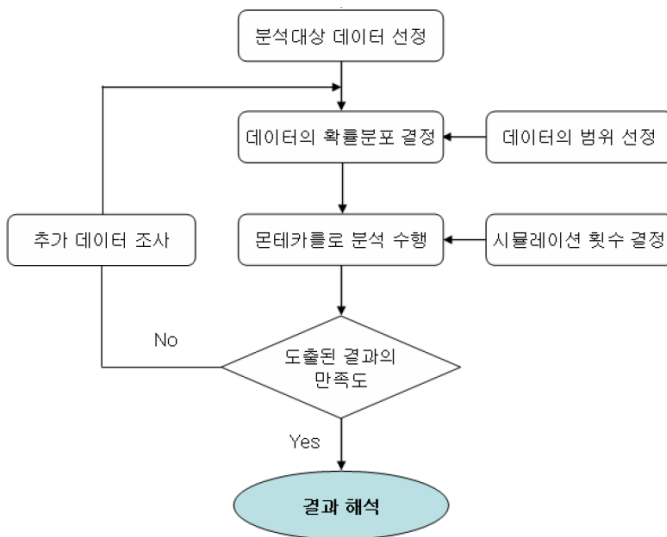 분석대상 데이터 선정
데이터의 확률분포 결정
데이터의 범위 선정
추가 데이터 조사
몬테카를로 분석 수행
시뮬레이션 횟수 결정
No
도출된 결과의
만족도
Yes
결과 해석